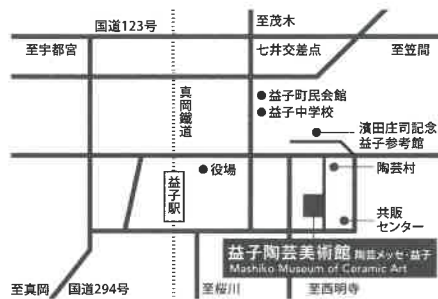 国道123号
至茂木
至宇都宮
七井交差点
至笠間
真岡鐵道
益子町民会館
益子中学校
濱田庄司記念
益子参考館
役場
陶芸村
益子駅
共販
センター
益子陶芸美術館 陶芸メッセ・益子
Mashiko Museum of Ceramic Art
至真岡
国道294号
至桜川
至西明寺